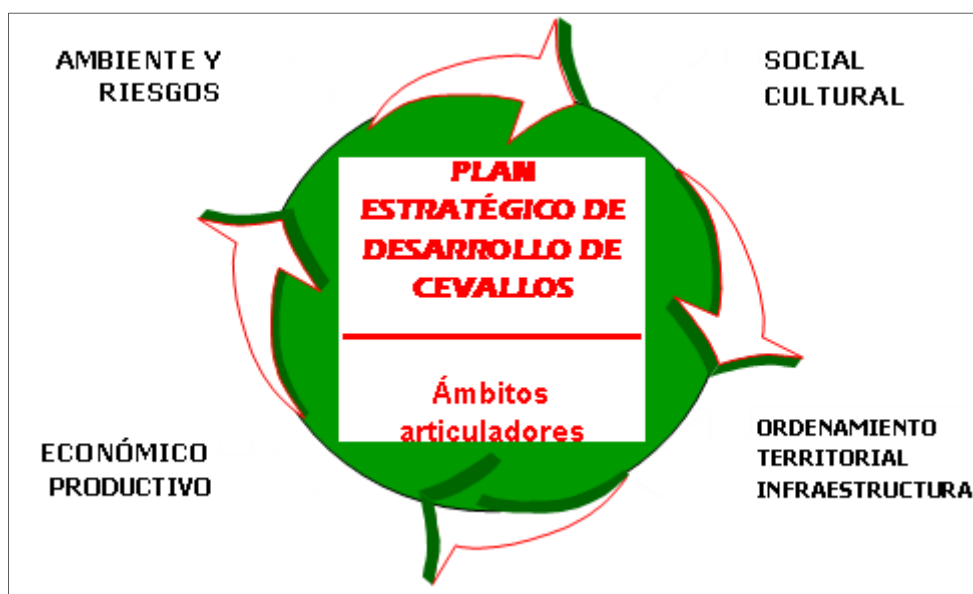 AMBIENTE Y
RIESGOS
SOCIAL
CULTURAL
PLAN
ESTRATÉGICO DE
DESARROLLO DE
CEVALLOS
Ámbitos
articuladores
ECONÓMICO
PRODUCTIVO
ORDENAMIENTO
TERRITORIAL
INFRAESTRUCTURA